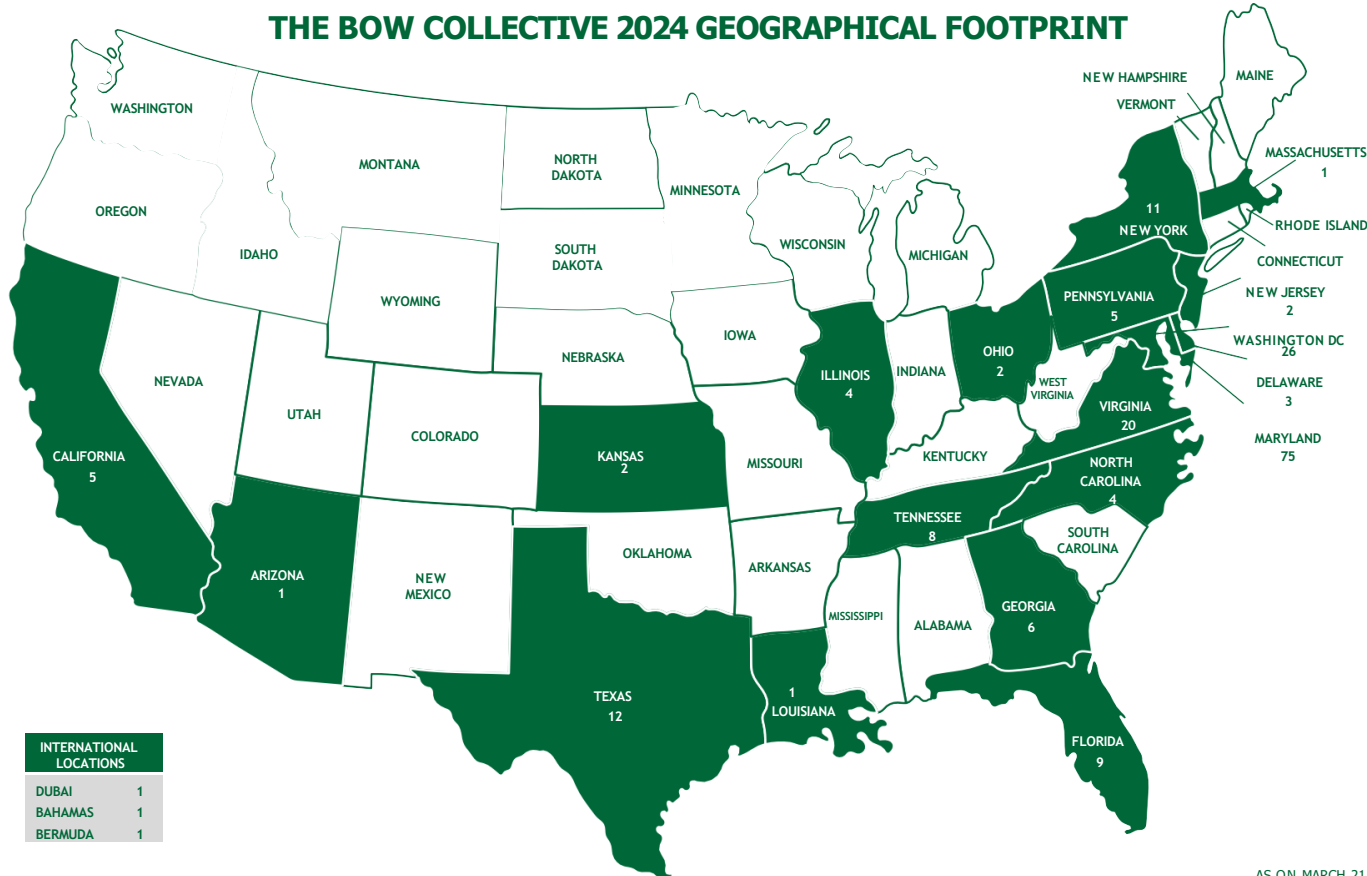 THE BOW COLLECTIVE 2024 GEOGRAPHICAL FOOTPRINT
WASHINGTON
OREGON
IDAHO
MONTANA
WYOMING
NORTH
DAKOTA
SOUTH
DAKOTA
MINNESOTA
WISCONSIN
MICHIGAN
NEBRASKA
IOWA
NEVADA
UTAH
COLORADO
CALIFORNIA
5
ARIZONA
1
NEW
MEXICO
KANSAS
2
MISSOURI
ILLINOIS
4
INDIANA
OHIO
2
KENTUCKY
WEST
VIRGINIA
VIRGINIA
20
PENNSYLVANIA
5
11
NEW YORK
NEW HAMPSHIRE
VERMONT
MAINE
MASSACHUSETTS
1
RHODE ISLAND
CONNECTICUT
NEW JERSEY
2
WASHINGTON DC
26
DELAWARE
3
MARYLAND
75
NORTH
CAROLINA
4
TENNESSEE
8
SOUTH
CAROLINA
OKLAHOMA
ARKANSAS
MISSISSIPPI
ALABAMA
GEORGIA
6
TEXAS
12
1
LOUISIANA
FLORIDA
9
INTERNATIONAL
LOCATIONS
DUBAI 1
BAHAMAS 1
BERMUDA 1
AS ON MARCH 21